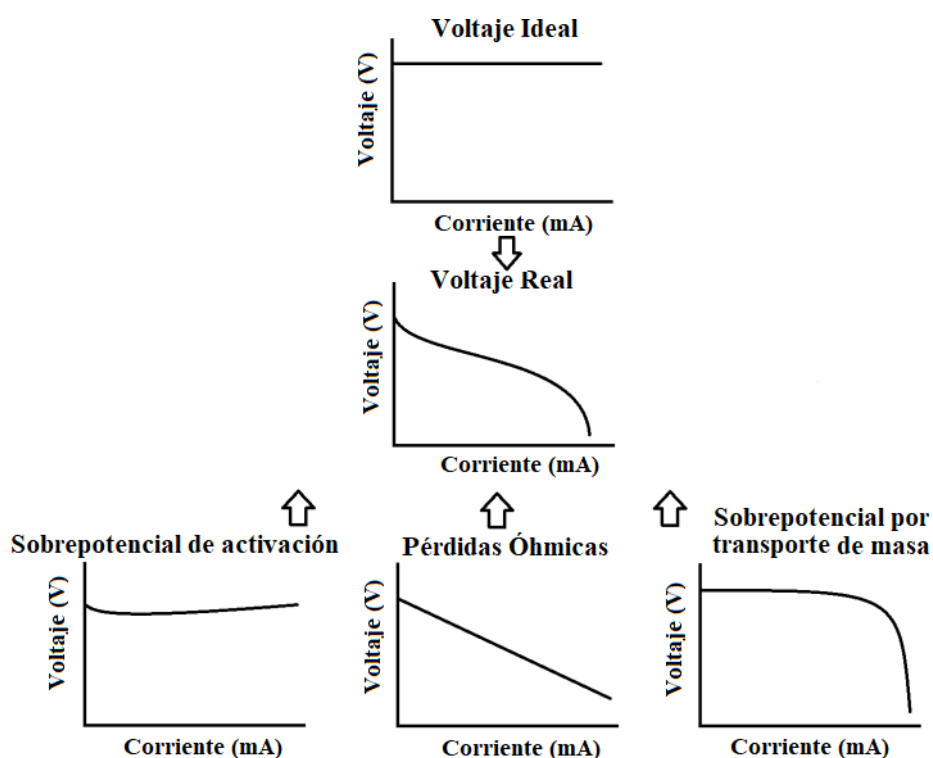 Voltaje Ideal
Voltaje (V)
Corriente (mA)
Voltaje Real
Voltaje (V)
Corriente (mA)
Sobrepotencial de activación
Voltaje (V)
Corriente (mA)
Pérdidas Óhmicas
Voltaje (V)
Corriente (mA)
Sobrepotencial por
transporte de masa
Voltaje (V)
Corriente (mA)